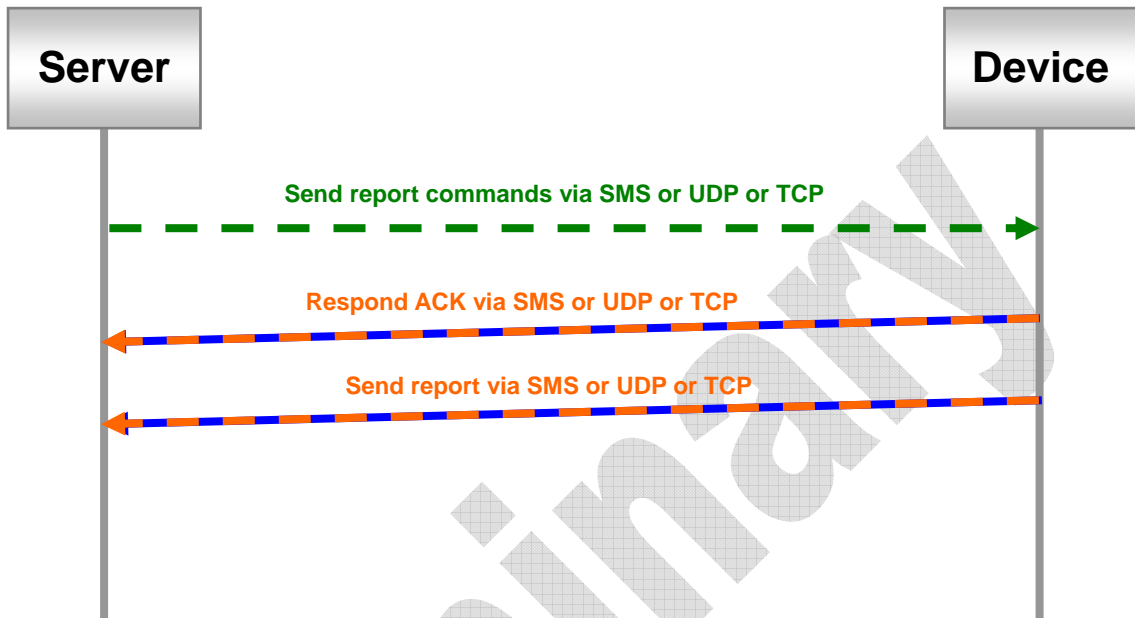 Server
Device
Send report commands via SMS or UDP or TCP
Respond ACK via SMS or UDP or TCP
Send report via SMS or UDP or TCP
inary